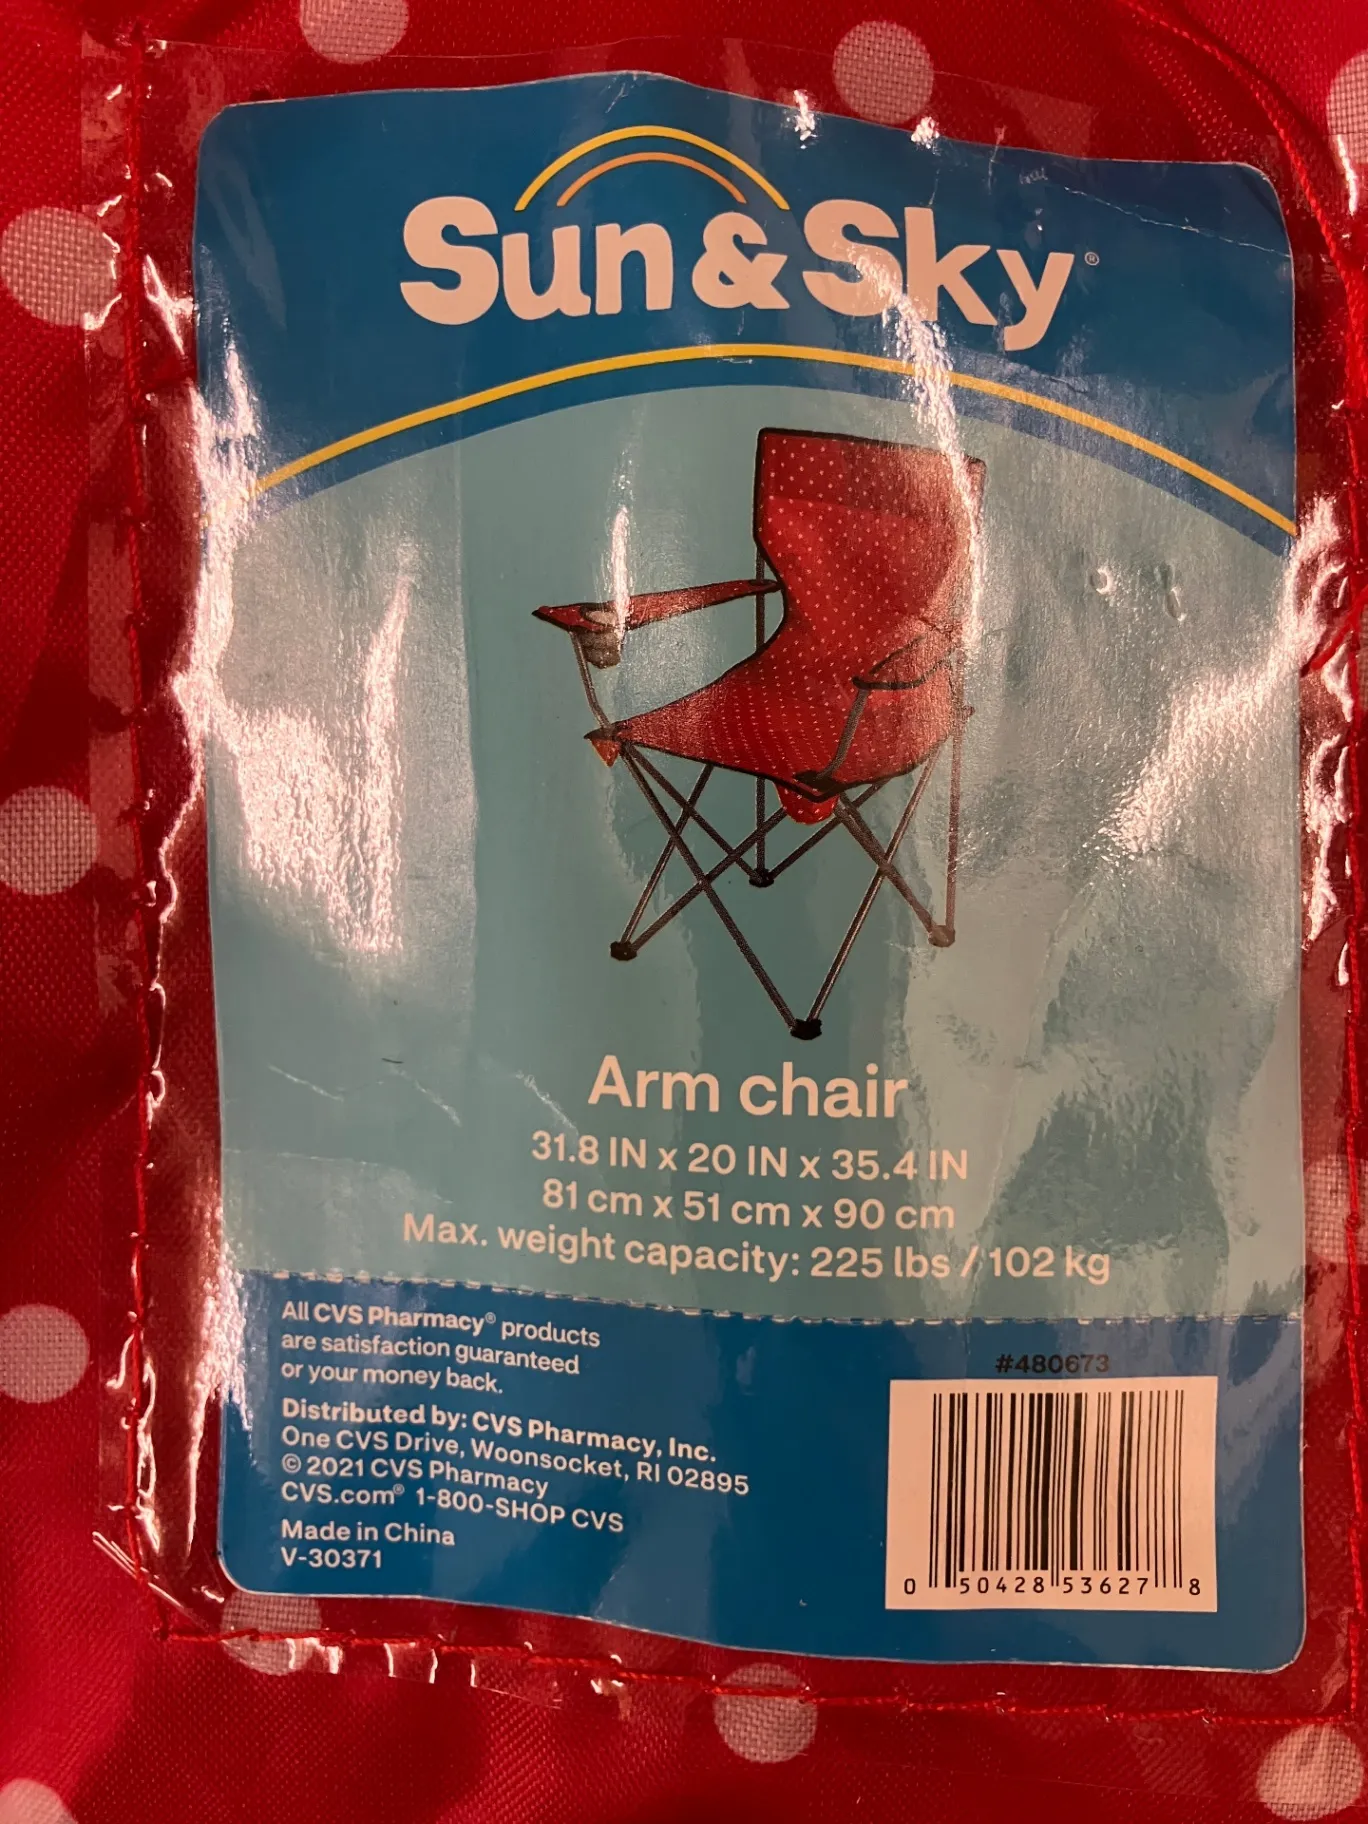 Sun & Sky®
Arm chair
31.8 IN x 20 IN x 35.4 IN
81 cm x 51 cm x 90 cm
Max. weight capacity: 225 lbs / 102 kg
All CVS Pharmacy® products
are satisfaction guaranteed
or your money back.
Distributed by: CVS Pharmacy, Inc.
One CVS Drive, Woonsocket, RI 02895
© 2021 CVS Pharmacy
CVS.com® 1-800-SHOP CVS
Made in China
V-30371
#480673
0 50428 53627 8